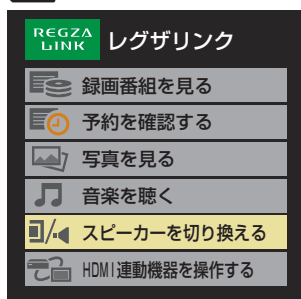 REGZA
LINK
レグザリンク
録画番組を見る
予約を確認する
写真を見る
音楽を聴く
スピーカーを切り換える
HDMI連動機器を操作する